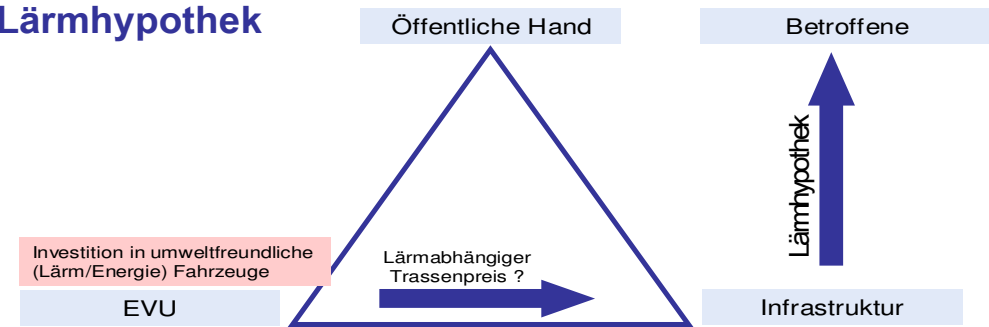 Lärmhypothek
Öffentliche Hand
Betroffene
Lärmhypothek
Investition in umweltfreundliche
(Lärm/Energie) Fahrzeuge
Lärmabhängiger
Trassenpreis ?
EVU
Infrastruktur